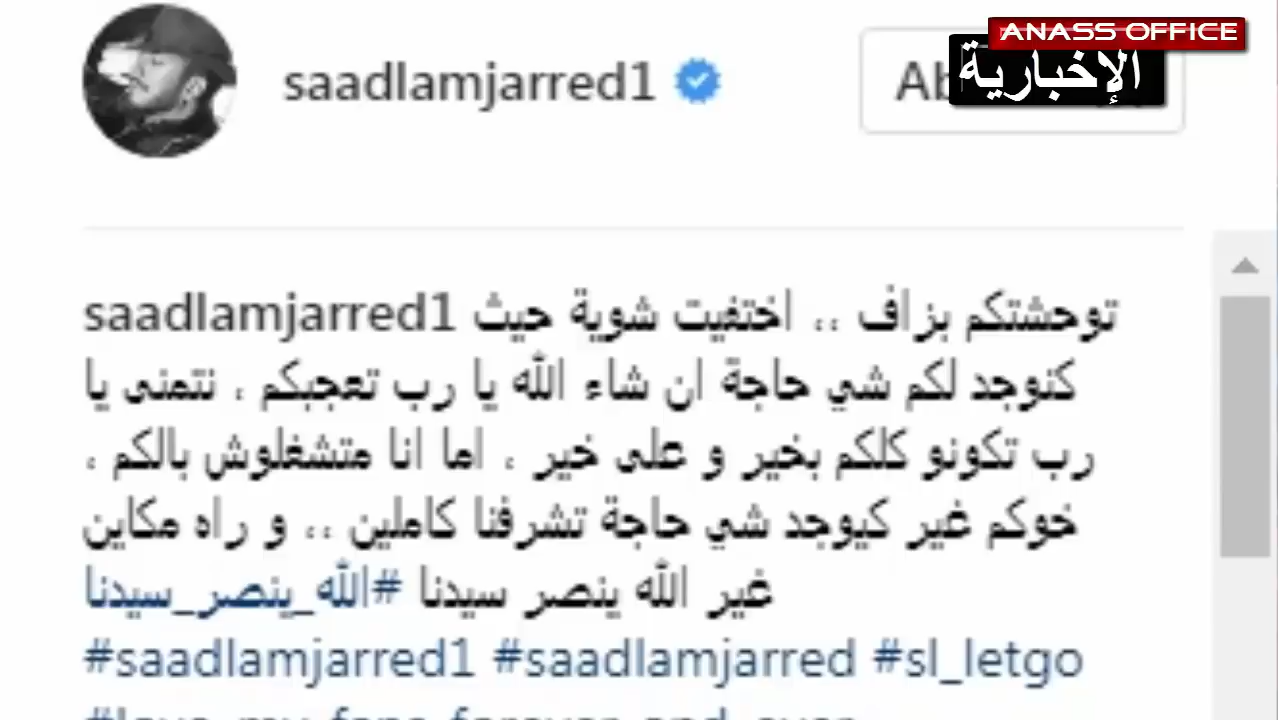 ANASS OFFICE
الإخبارية
saadlamjarred1
saadlamjarred1 توحشتكم بزاف ،، اختفيت شوية حيث
كنوجد لكم شي حاجة ان شاء الله يا رب تعجبكم ، نتمنى يا
رب تكونو كلكم بخير و على خير ، اما انا متشغلوش بالكم ،
خوكم غير كيوجد شي حاجة تشرفنا كاملين ،، و راه مكاين
غير الله ينصر سيدنا #الله_ينصر_سيدنا
#saadlamjarred1 #saadlamjarred #sl_letgo